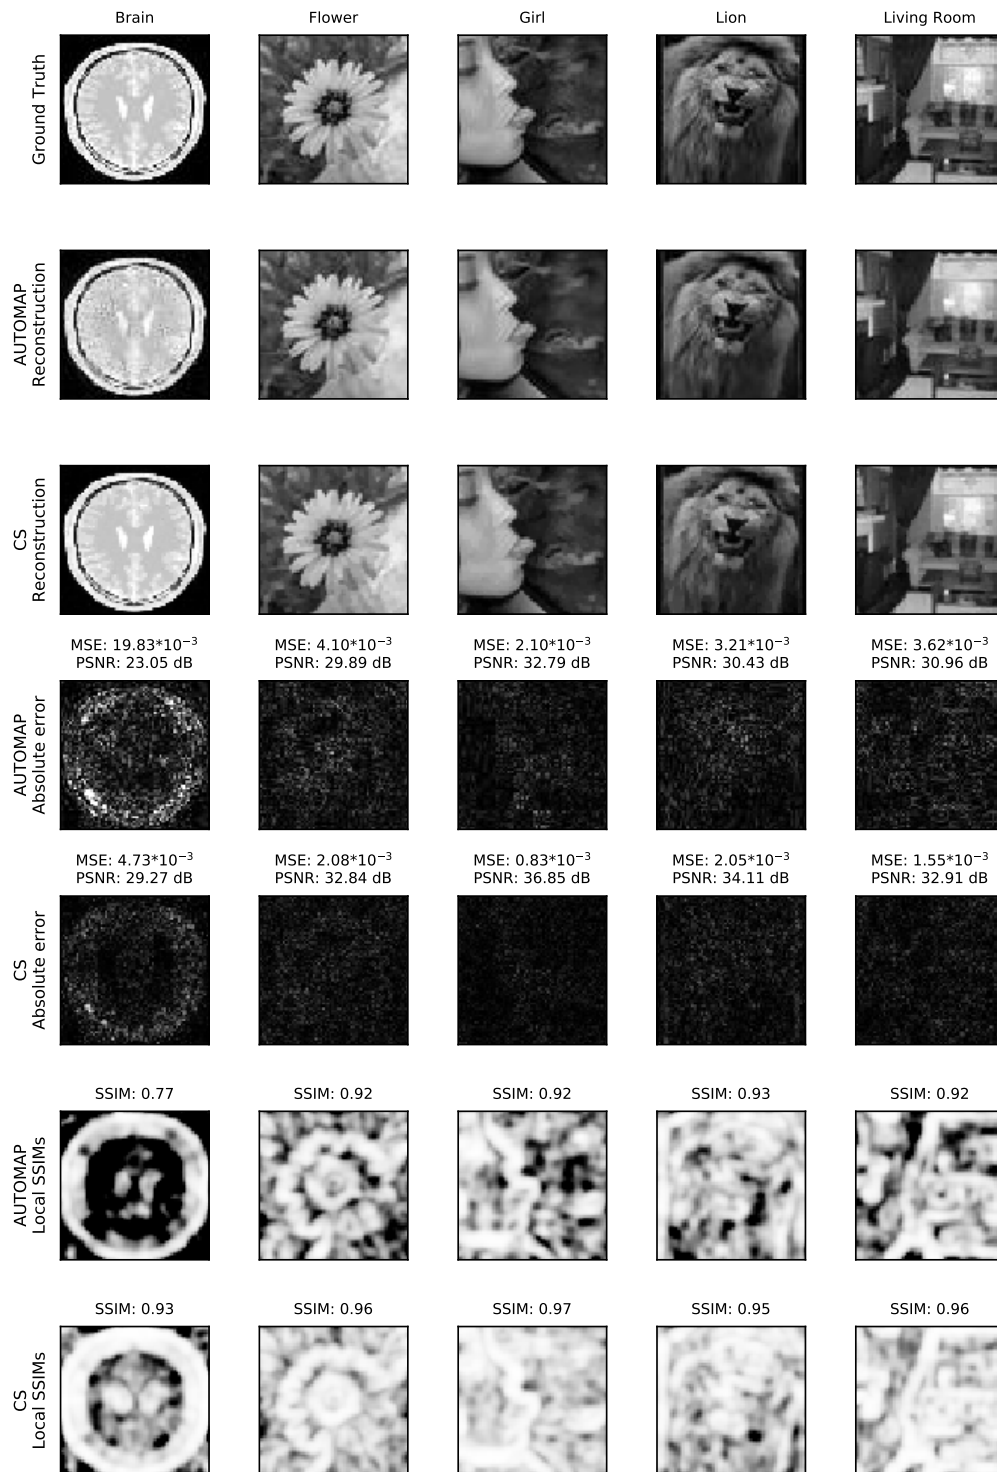 Brain Flower Girl Lion Living Room
Ground Truth
AUTOMAP
Reconstruction
CS
Reconstruction
MSE: 19.83*10⁻³ MSE: 4.10*10⁻³ MSE: 2.10*10⁻³ MSE: 3.21*10⁻³ MSE: 3.62*10⁻³
PSNR: 23.05 dB PSNR: 29.89 dB PSNR: 32.79 dB PSNR: 30.43 dB PSNR: 30.96 dB
AUTOMAP
Absolute error
MSE: 4.73*10⁻³ MSE: 2.08*10⁻³ MSE: 0.83*10⁻³ MSE: 2.05*10⁻³ MSE: 1.55*10⁻³
PSNR: 29.27 dB PSNR: 32.84 dB PSNR: 36.85 dB PSNR: 34.11 dB PSNR: 32.91 dB
CS
Absolute error
SSIM: 0.77 SSIM: 0.92 SSIM: 0.92 SSIM: 0.93 SSIM: 0.92
AUTOMAP
Local SSIMs
SSIM: 0.93 SSIM: 0.96 SSIM: 0.97 SSIM: 0.95 SSIM: 0.96
CS
Local SSIMs